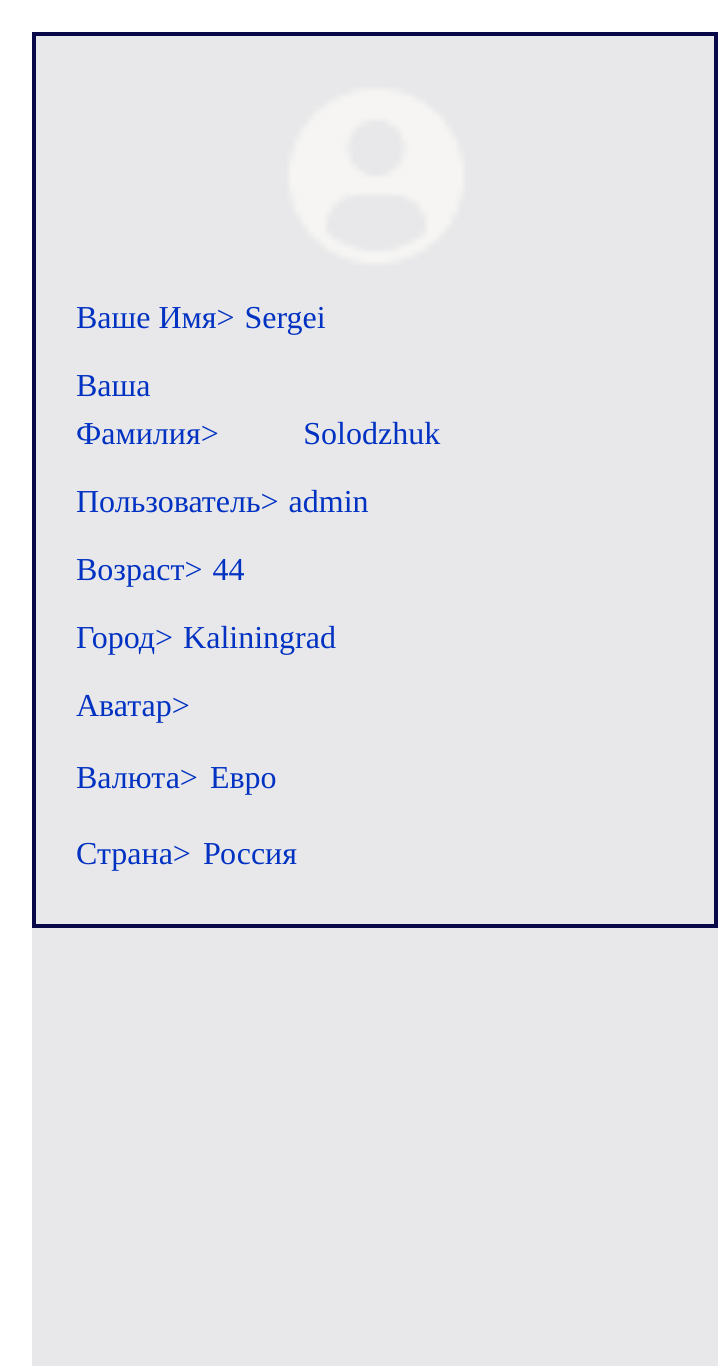 Ваше Имя> Sergei
Ваша
Фамилия> Solodzhuk
Пользователь> admin
Возраст> 44
Город> Kaliningrad
Аватар>
Валюта> Евро
Страна> Россия